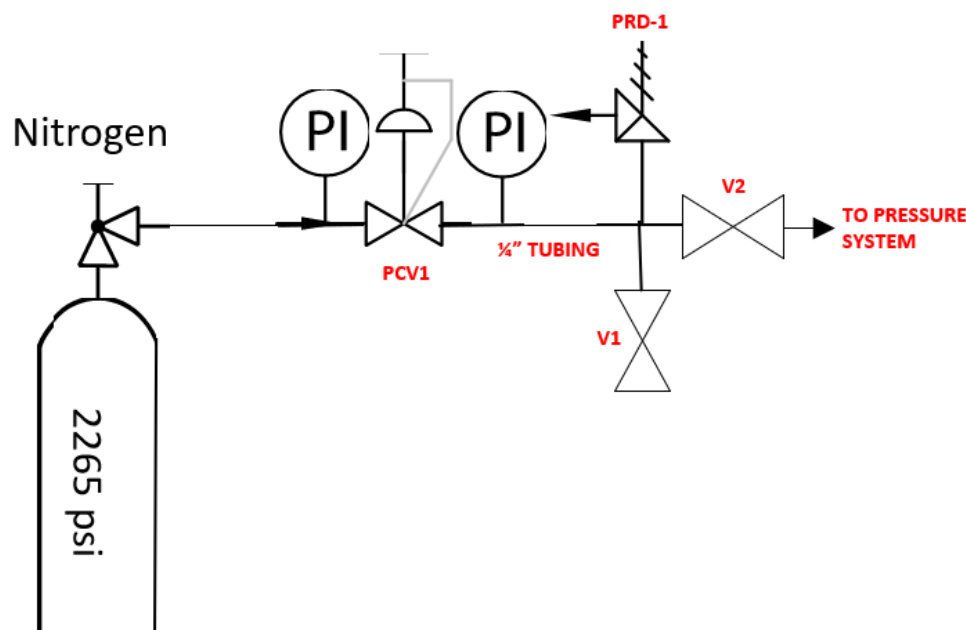 PRD-1
Nitrogen
PI
PI
V2
TO PRESSURE
SYSTEM
¼” TUBING
PCV1
V1
2265 psi